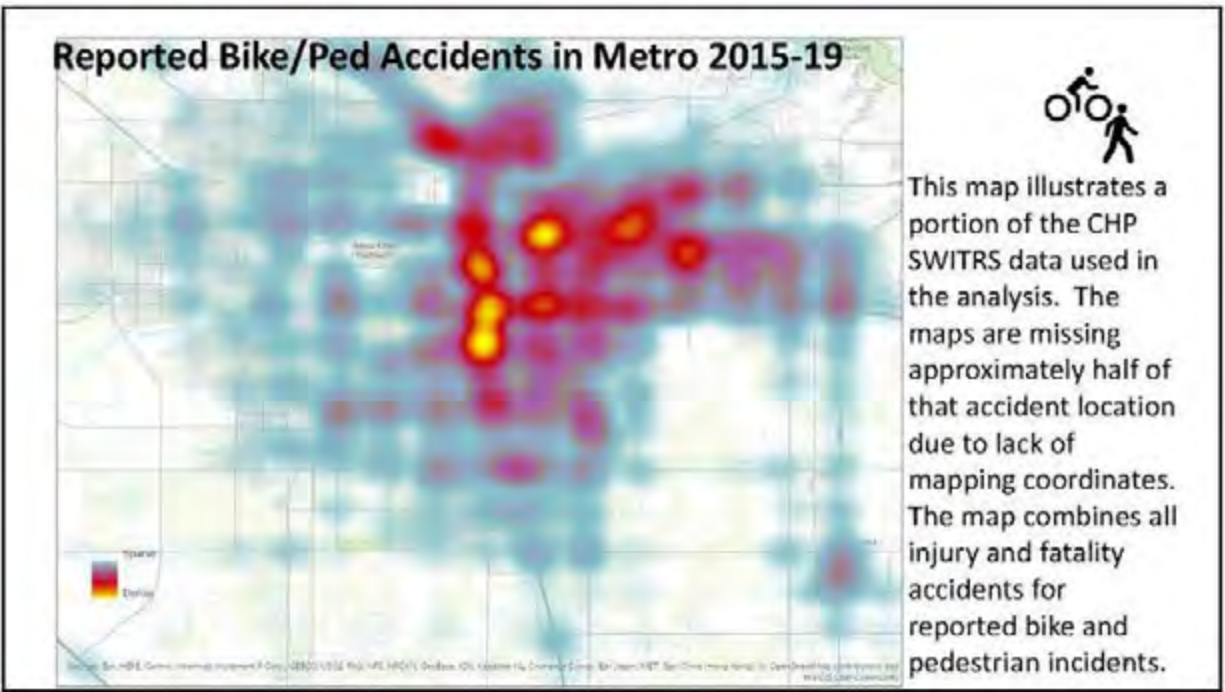 Reported Bike/Ped Accidents in Metro 2015-19
This map illustrates a
portion of the CHP
SWITRS data used in
the analysis. The
maps are missing
approximately half of
that accident location
due to lack of
mapping coordinates.
The map combines all
injury and fatality
accidents for
reported bike and
pedestrian incidents.
Sparse
Dense